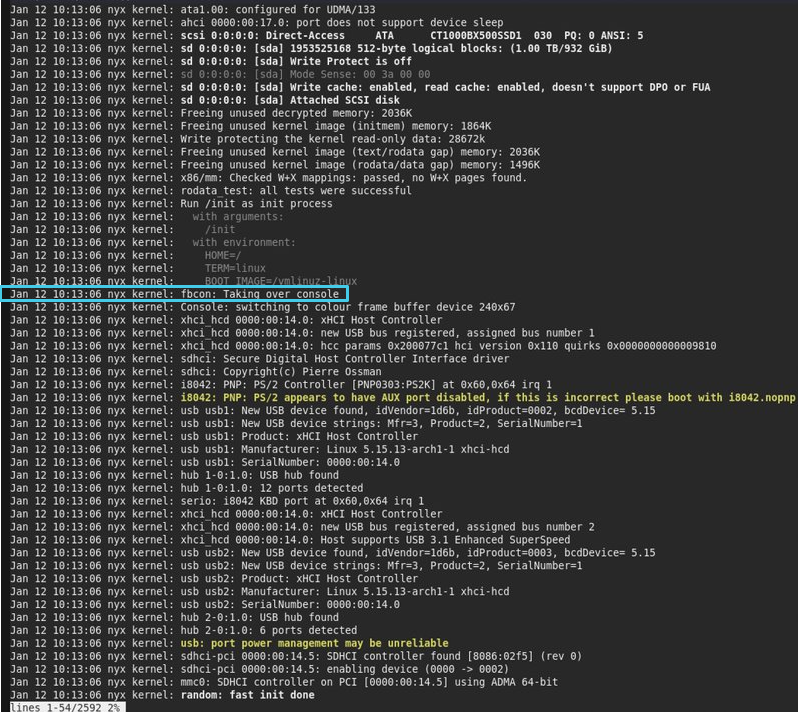 Jan 12 10:13:06 nyx kernel: ata1.00: configured for UDMA/133
Jan 12 10:13:06 nyx kernel: ahci 0000:00:17.0: port does not support device sleep
Jan 12 10:13:06 nyx kernel: scsi 0:0:0:0: Direct-Access     ATA      CT1000BX500SSD1  030  PQ: 0 ANSI: 5
Jan 12 10:13:06 nyx kernel: sd 0:0:0:0: [sda] 1953525168 512-byte logical blocks: (1.00 TB/932 GiB)
Jan 12 10:13:06 nyx kernel: sd 0:0:0:0: [sda] Write Protect is off
Jan 12 10:13:06 nyx kernel: sd 0:0:0:0: [sda] Mode Sense: 00 3a 00 00
Jan 12 10:13:06 nyx kernel: sd 0:0:0:0: [sda] Write cache: enabled, read cache: enabled, doesn't support DPO or FUA
Jan 12 10:13:06 nyx kernel: sd 0:0:0:0: [sda] Attached SCSI disk
Jan 12 10:13:06 nyx kernel: Freeing unused decrypted memory: 2036K
Jan 12 10:13:06 nyx kernel: Freeing unused kernel image (initmem) memory: 1864K
Jan 12 10:13:06 nyx kernel: Write protecting the kernel read-only data: 28672k
Jan 12 10:13:06 nyx kernel: Freeing unused kernel image (text/rodata gap) memory: 2036K
Jan 12 10:13:06 nyx kernel: Freeing unused kernel image (rodata/data gap) memory: 1496K
Jan 12 10:13:06 nyx kernel: x86/mm: Checked W+X mappings: passed, no W+X pages found.
Jan 12 10:13:06 nyx kernel: rodata_test: all tests were successful
Jan 12 10:13:06 nyx kernel: Run /init as init process
Jan 12 10:13:06 nyx kernel:   with arguments:
Jan 12 10:13:06 nyx kernel:     /init
Jan 12 10:13:06 nyx kernel:   with environment:
Jan 12 10:13:06 nyx kernel:     HOME=/
Jan 12 10:13:06 nyx kernel:     TERM=linux
Jan 12 10:13:06 nyx kernel:     BOOT_IMAGE=/vmlinuz-linux
Jan 12 10:13:06 nyx kernel: fbcon: Taking over console
Jan 12 10:13:06 nyx kernel: Console: switching to colour frame buffer device 240x67
Jan 12 10:13:06 nyx kernel: xhci_hcd 0000:00:14.0: xHCI Host Controller
Jan 12 10:13:06 nyx kernel: xhci_hcd 0000:00:14.0: new USB bus registered, assigned bus number 1
Jan 12 10:13:06 nyx kernel: xhci_hcd 0000:00:14.0: hcc params 0x200077c1 hci version 0x110 quirks 0x0000000000009810
Jan 12 10:13:06 nyx kernel: sdhci: Secure Digital Host Controller Interface driver
Jan 12 10:13:06 nyx kernel: sdhci: Copyright(c) Pierre Ossman
Jan 12 10:13:06 nyx kernel: i8042: PNP: PS/2 Controller [PNP0303:PS2K] at 0x60,0x64 irq 1
Jan 12 10:13:06 nyx kernel: i8042: PNP: PS/2 appears to have AUX port disabled, if this is incorrect please boot with i8042.nopnp
Jan 12 10:13:06 nyx kernel: usb usb1: New USB device found, idVendor=1d6b, idProduct=0002, bcdDevice= 5.15
Jan 12 10:13:06 nyx kernel: usb usb1: New USB device strings: Mfr=3, Product=2, SerialNumber=1
Jan 12 10:13:06 nyx kernel: usb usb1: Product: xHCI Host Controller
Jan 12 10:13:06 nyx kernel: usb usb1: Manufacturer: Linux 5.15.13-arch1-1 xhci-hcd
Jan 12 10:13:06 nyx kernel: usb usb1: SerialNumber: 0000:00:14.0
Jan 12 10:13:06 nyx kernel: hub 1-0:1.0: USB hub found
Jan 12 10:13:06 nyx kernel: hub 1-0:1.0: 12 ports detected
Jan 12 10:13:06 nyx kernel: serio: i8042 KBD port at 0x60,0x64 irq 1
Jan 12 10:13:06 nyx kernel: xhci_hcd 0000:00:14.0: xHCI Host Controller
Jan 12 10:13:06 nyx kernel: xhci_hcd 0000:00:14.0: new USB bus registered, assigned bus number 2
Jan 12 10:13:06 nyx kernel: xhci_hcd 0000:00:14.0: Host supports USB 3.1 Enhanced SuperSpeed
Jan 12 10:13:06 nyx kernel: usb usb2: New USB device found, idVendor=1d6b, idProduct=0003, bcdDevice= 5.15
Jan 12 10:13:06 nyx kernel: usb usb2: New USB device strings: Mfr=3, Product=2, SerialNumber=1
Jan 12 10:13:06 nyx kernel: usb usb2: Product: xHCI Host Controller
Jan 12 10:13:06 nyx kernel: usb usb2: Manufacturer: Linux 5.15.13-arch1-1 xhci-hcd
Jan 12 10:13:06 nyx kernel: usb usb2: SerialNumber: 0000:00:14.0
Jan 12 10:13:06 nyx kernel: hub 2-0:1.0: USB hub found
Jan 12 10:13:06 nyx kernel: hub 2-0:1.0: 6 ports detected
Jan 12 10:13:06 nyx kernel: usb: port power management may be unreliable
Jan 12 10:13:06 nyx kernel: sdhci-pci 0000:00:14.5: SDHCI controller found [8086:02f5] (rev 0)
Jan 12 10:13:06 nyx kernel: sdhci-pci 0000:00:14.5: enabling device (0000 -> 0002)
Jan 12 10:13:06 nyx kernel: mmc0: SDHCI controller on PCI [0000:00:14.5] using ADMA 64-bit
Jan 12 10:13:06 nyx kernel: random: fast init done
lines 1-54/2592 2%